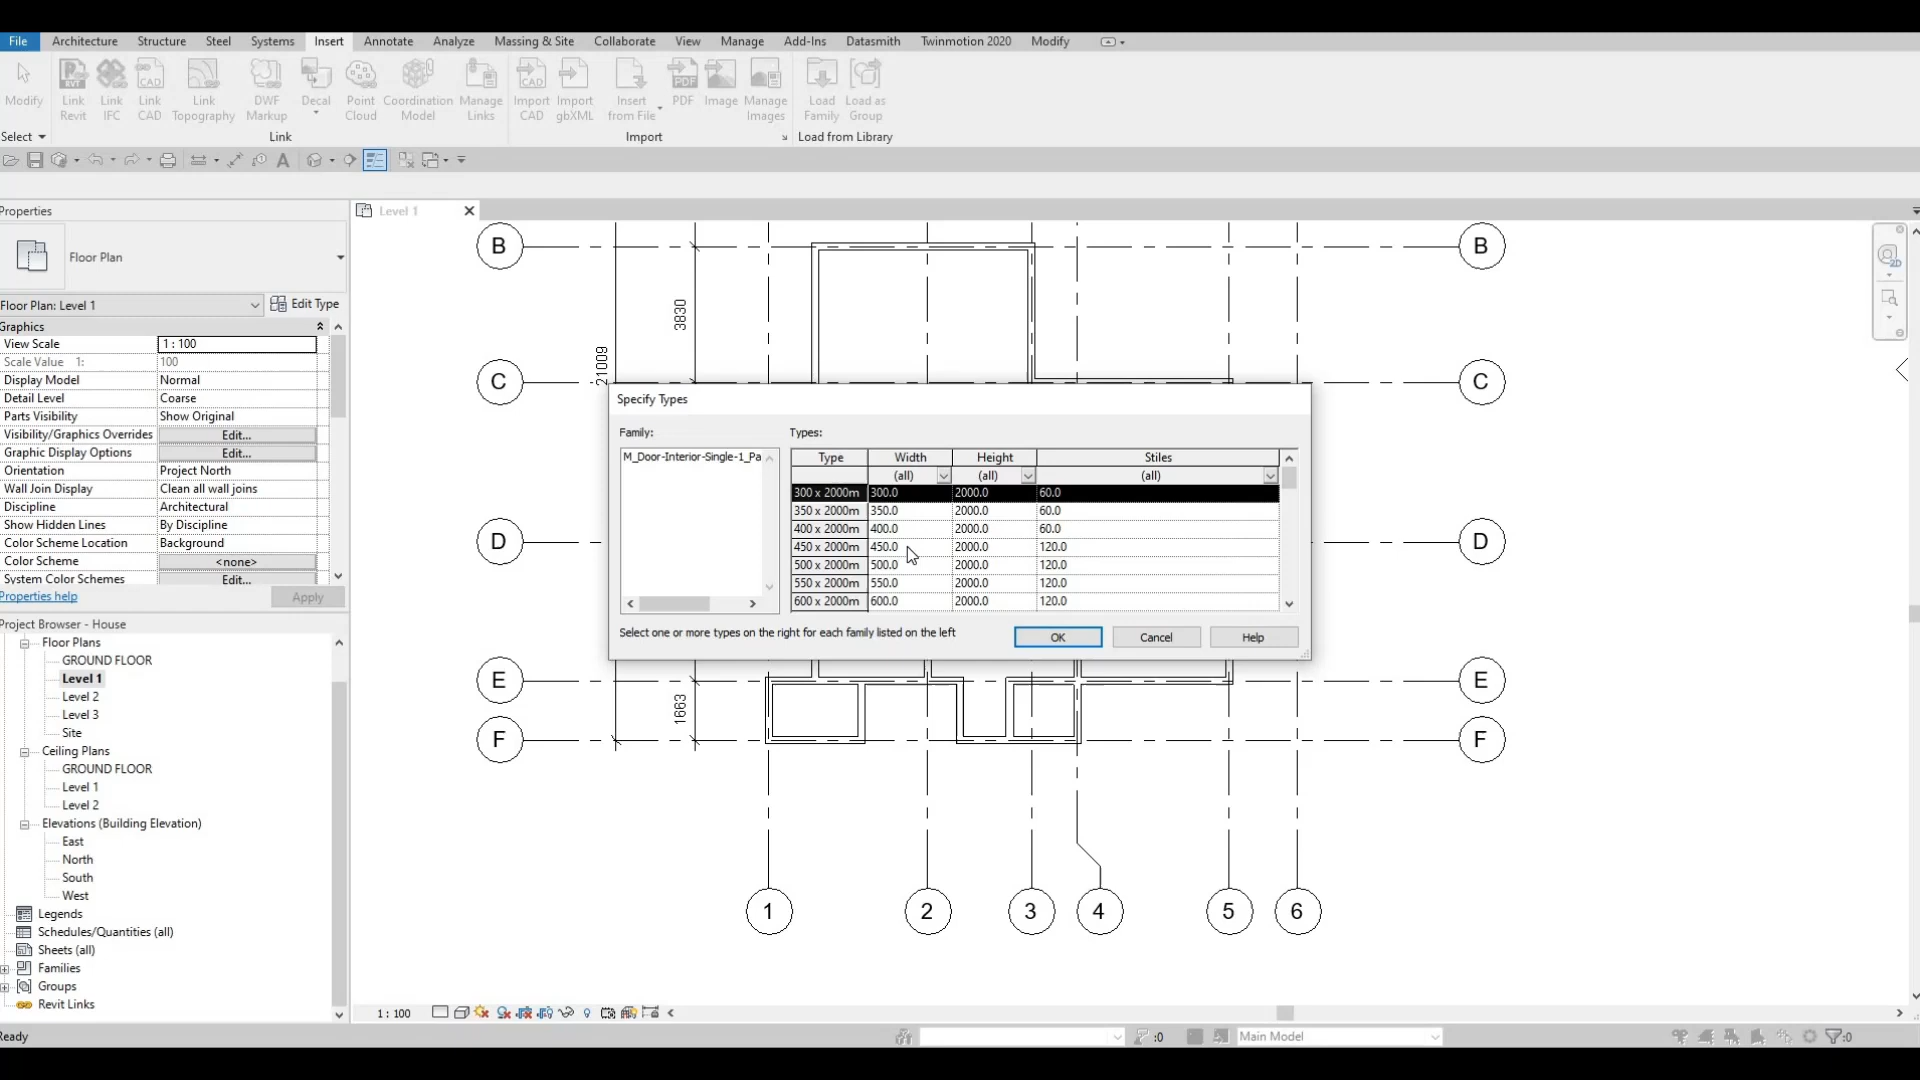 File Architecture Structure Steel Systems Insert Annotate Analyze Massing & Site Collaborate View Manage Add-Ins Datasmith Twinmotion 2020 Modify
Modify
Link Revit
Link IFC
Link CAD
Link Topography
DWF Markup
Decal
Point Cloud
Coordination Model
Manage Links
Import CAD
Import gbXML
Insert from File
PDF
Image
Manage Images
Load Family
Load as Group
Select
Link
Import
Load from Library
Properties
Floor Plan
Floor Plan: Level 1
Edit Type
Graphics
View Scale 1 : 100
Scale Value 1: 100
Display Model Normal
Detail Level Coarse
Parts Visibility Show Original
Visibility/Graphics Overrides Edit...
Graphic Display Options Edit...
Orientation Project North
Wall Join Display Clean all wall joins
Discipline Architectural
Show Hidden Lines By Discipline
Color Scheme Location Background
Color Scheme <none>
System Color Schemes Edit...
Properties help
Apply
Project Browser - House
Floor Plans
GROUND FLOOR
Level 1
Level 2
Level 3
Site
Ceiling Plans
GROUND FLOOR
Level 1
Level 2
Elevations (Building Elevation)
East
North
South
West
Legends
Schedules/Quantities (all)
Sheets (all)
Families
Groups
Revit Links
Ready
Level 1
B B
3830
21009
C C
D D
E E
1663
F F
1 2 3 4 5 6
Specify Types
Family:
M_Door-Interior-Single-1_Pa
Types:
Type Width Height Stiles
(all) (all) (all)
300 x 2000m 300.0 2000.0 60.0
350 x 2000m 350.0 2000.0 60.0
400 x 2000m 400.0 2000.0 60.0
450 x 2000m 450.0 2000.0 120.0
500 x 2000m 500.0 2000.0 120.0
550 x 2000m 550.0 2000.0 120.0
600 x 2000m 600.0 2000.0 120.0
Select one or more types on the right for each family listed on the left
OK
Cancel
Help
2D
1 : 100
:0
Main Model
:0